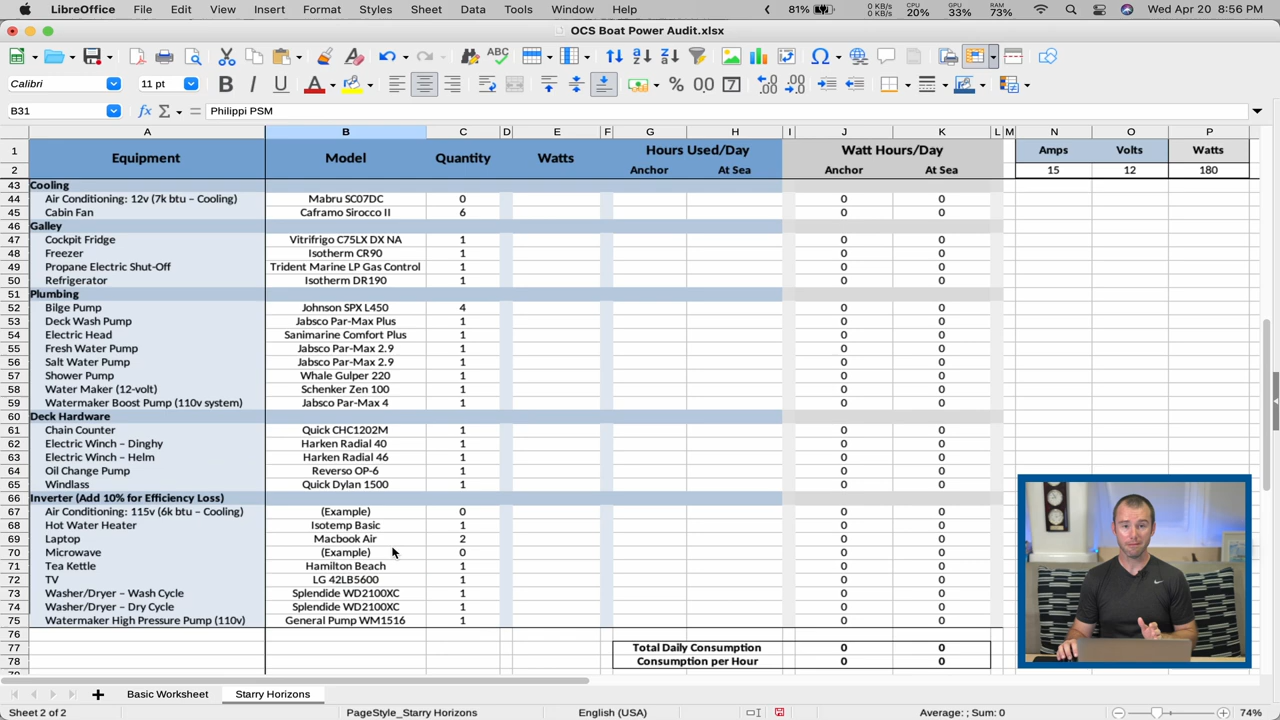 LibreOffice File Edit View Insert Format Styles Sheet Data Tools Window Help 81% 0 KB/s 0 KB/s CPU 20% GPU 33% RAM 73% Wed Apr 20 8:56 PM
OCS Boat Power Audit.xlsx
Calibri 11 pt
B31 Philippi PSM
A B C D E F G H I J K L M N O P
1 Equipment Model Quantity Watts Hours Used/Day Watt Hours/Day Amps Volts Watts
2 Anchor At Sea Anchor At Sea 15 12 180
43 Cooling
44 Air Conditioning: 12v (7k btu – Cooling) Mabru SC07DC 0 0 0
45 Cabin Fan Caframo Sirocco II 6 0 0
46 Galley
47 Cockpit Fridge Vitrifrigo C75LX DX NA 1 0 0
48 Freezer Isotherm CR90 1 0 0
49 Propane Electric Shut-Off Trident Marine LP Gas Control 1 0 0
50 Refrigerator Isotherm DR190 1 0 0
51 Plumbing
52 Bilge Pump Johnson SPX L450 4 0 0
53 Deck Wash Pump Jabsco Par-Max Plus 1 0 0
54 Electric Head Sanimarine Comfort Plus 1 0 0
55 Fresh Water Pump Jabsco Par-Max 2.9 1 0 0
56 Salt Water Pump Jabsco Par-Max 2.9 1 0 0
57 Shower Pump Whale Gulper 220 1 0 0
58 Water Maker (12-volt) Schenker Zen 100 1 0 0
59 Watermaker Boost Pump (110v system) Jabsco Par-Max 4 1 0 0
60 Deck Hardware
61 Chain Counter Quick CHC1202M 1 0 0
62 Electric Winch – Dinghy Harken Radial 40 1 0 0
63 Electric Winch – Helm Harken Radial 46 1 0 0
64 Oil Change Pump Reverso OP-6 1 0 0
65 Windlass Quick Dylan 1500 1 0 0
66 Inverter (Add 10% for Efficiency Loss)
67 Air Conditioning: 115v (6k btu – Cooling) (Example) 0 0 0
68 Hot Water Heater Isotemp Basic 1 0 0
69 Laptop Macbook Air 2 0 0
70 Microwave (Example) 0 0 0
71 Tea Kettle Hamilton Beach 1 0 0
72 TV LG 42LB5600 1 0 0
73 Washer/Dryer – Wash Cycle Splendide WD2100XC 1 0 0
74 Washer/Dryer – Dry Cycle Splendide WD2100XC 1 0 0
75 Watermaker High Pressure Pump (110v) General Pump WM1516 1 0 0
76
77 Total Daily Consumption 0 0
78 Consumption per Hour 0 0
Basic Worksheet Starry Horizons
Sheet 2 of 2 PageStyle_Starry Horizons English (USA) Average: ; Sum: 0 74%